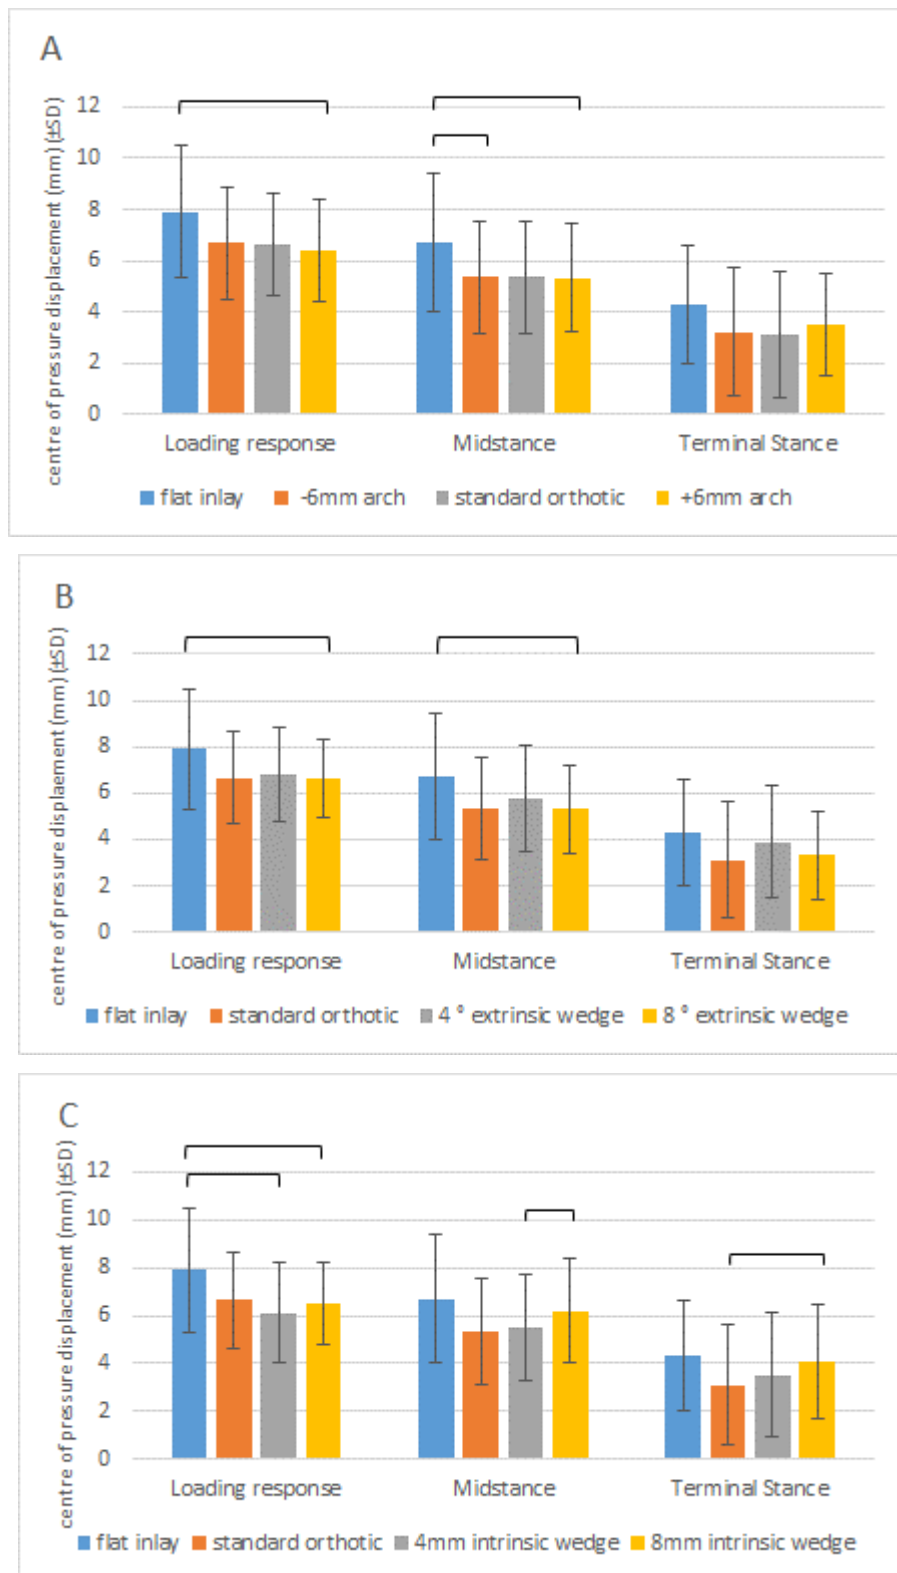 A
centre of pressure displacement (mm) (±SD)
12
10
8
6
4
2
0
Loading response Midstance Terminal Stance
flat inlay -6mm arch standard orthotic +6mm arch
B
centre of pressure displaement (mm) (±SD)
12
10
8
6
4
2
0
Loading response Midstance Terminal Stance
flat inlay standard orthotic 4 ° extrinsic wedge 8 ° extrinsic wedge
C
centre of pressure displacement (mm) (±SD)
12
10
8
6
4
2
0
Loading response Midstance Terminal Stance
flat inlay standard orthotic 4mm intrinsic wedge 8mm intrinsic wedge